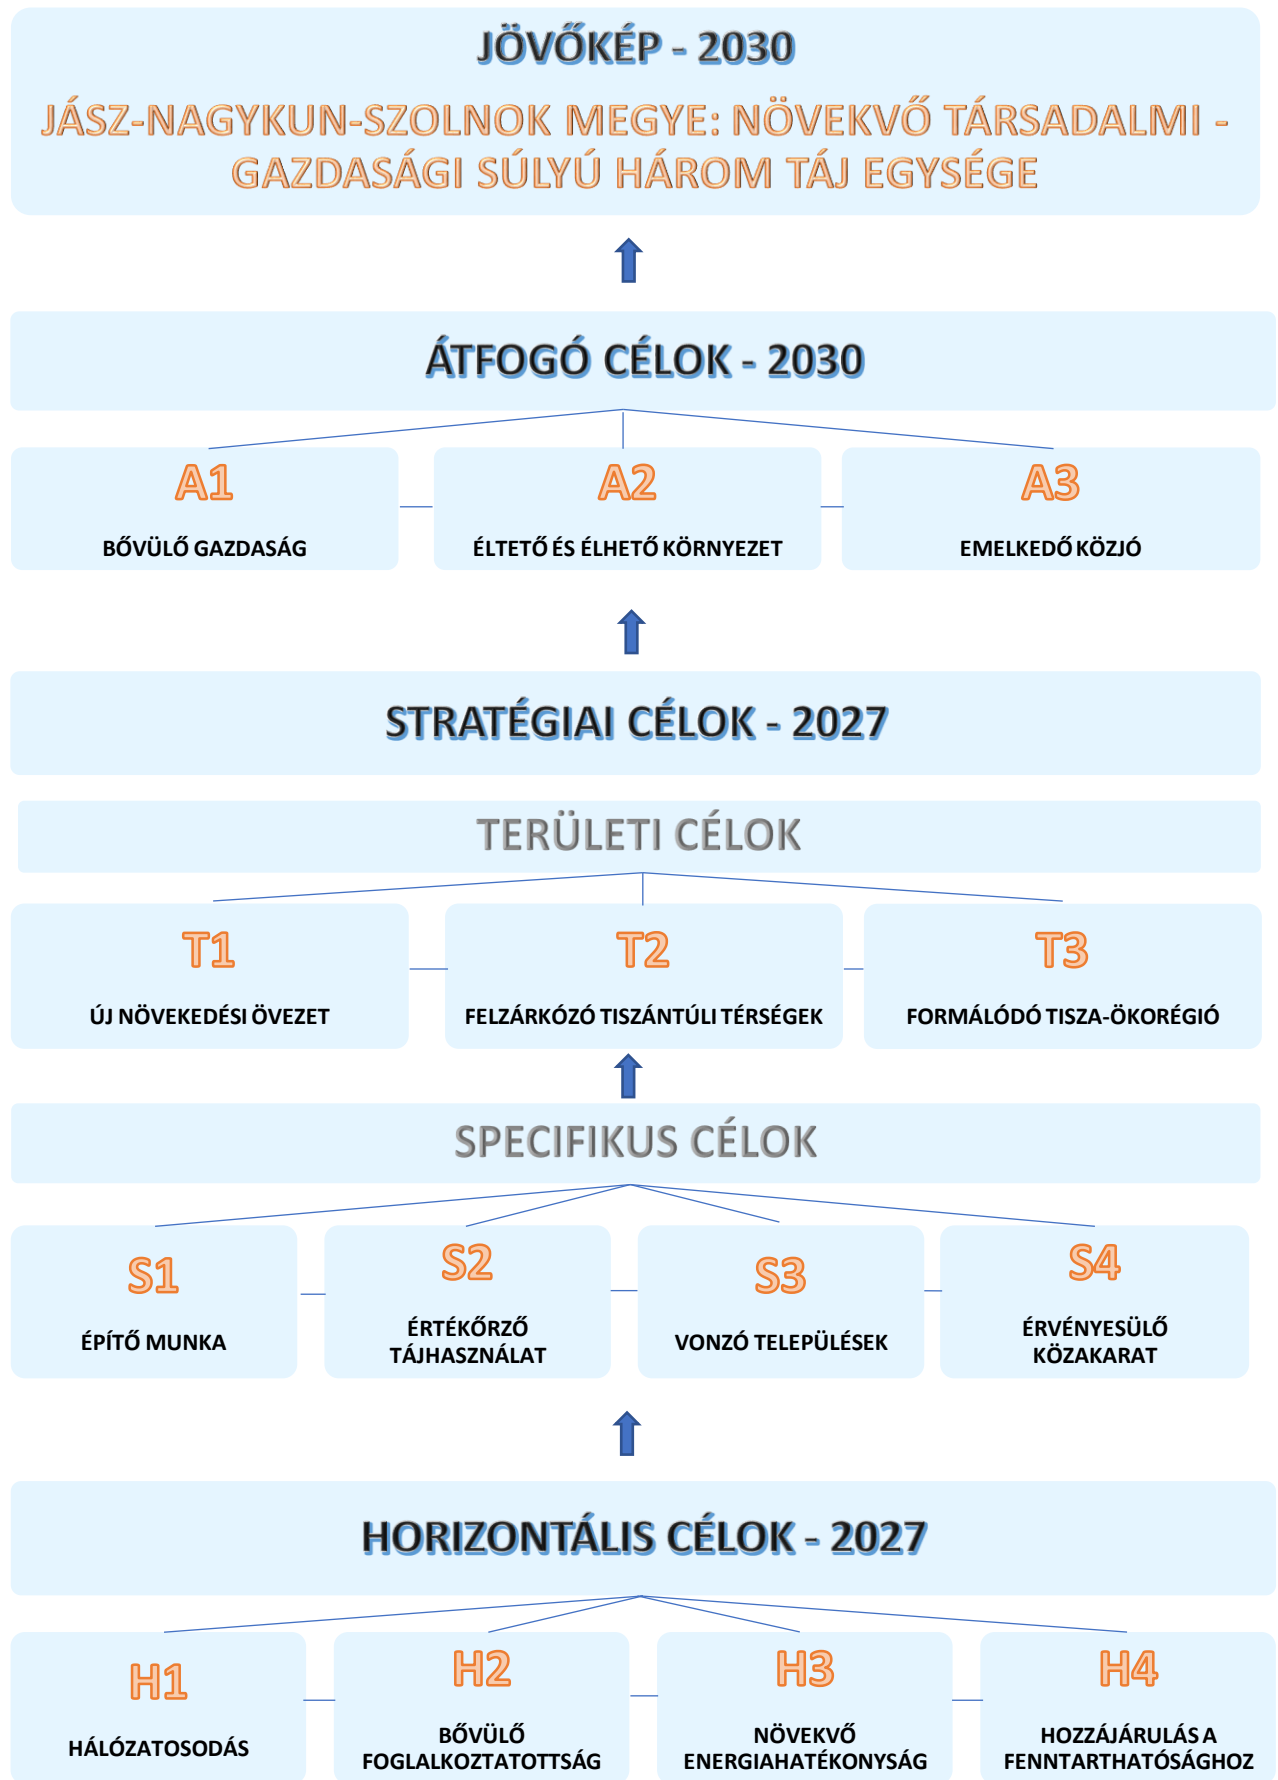 JÖVŐKÉP - 2030
JÁSZ-NAGYKUN-SZOLNOK MEGYE: NÖVEKVŐ TÁRSADALMI -
GAZDASÁGI SÚLYÚ HÁROM TÁJ EGYSÉGE
ÁTFOGÓ CÉLOK - 2030
A1
BŐVÜLŐ GAZDASÁG
A2
ÉLTETŐ ÉS ÉLHETŐ KÖRNYEZET
A3
EMELKEDŐ KÖZJÓ
STRATÉGIAI CÉLOK - 2027
TERÜLETI CÉLOK
T1
ÚJ NÖVEKEDÉSI ÖVEZET
T2
FELZÁRKÓZÓ TISZÁNTÚLI TÉRSÉGEK
T3
FORMÁLÓDÓ TISZA-ÖKORÉGIÓ
SPECIFIKUS CÉLOK
S1
ÉPÍTŐ MUNKA
S2
ÉRTÉKŐRZŐ
TÁJHASZNÁLAT
S3
VONZÓ TELEPÜLÉSEK
S4
ÉRVÉNYESÜLŐ
KÖZAKARAT
HORIZONTÁLIS CÉLOK - 2027
H1
HÁLÓZATOSODÁS
H2
BŐVÜLŐ
FOGLALKOZTATOTTSÁG
H3
NÖVEKVŐ
ENERGIAHATÉKONYSÁG
H4
HOZZÁJÁRULÁS A
FENNTARTHATÓSÁGHOZ